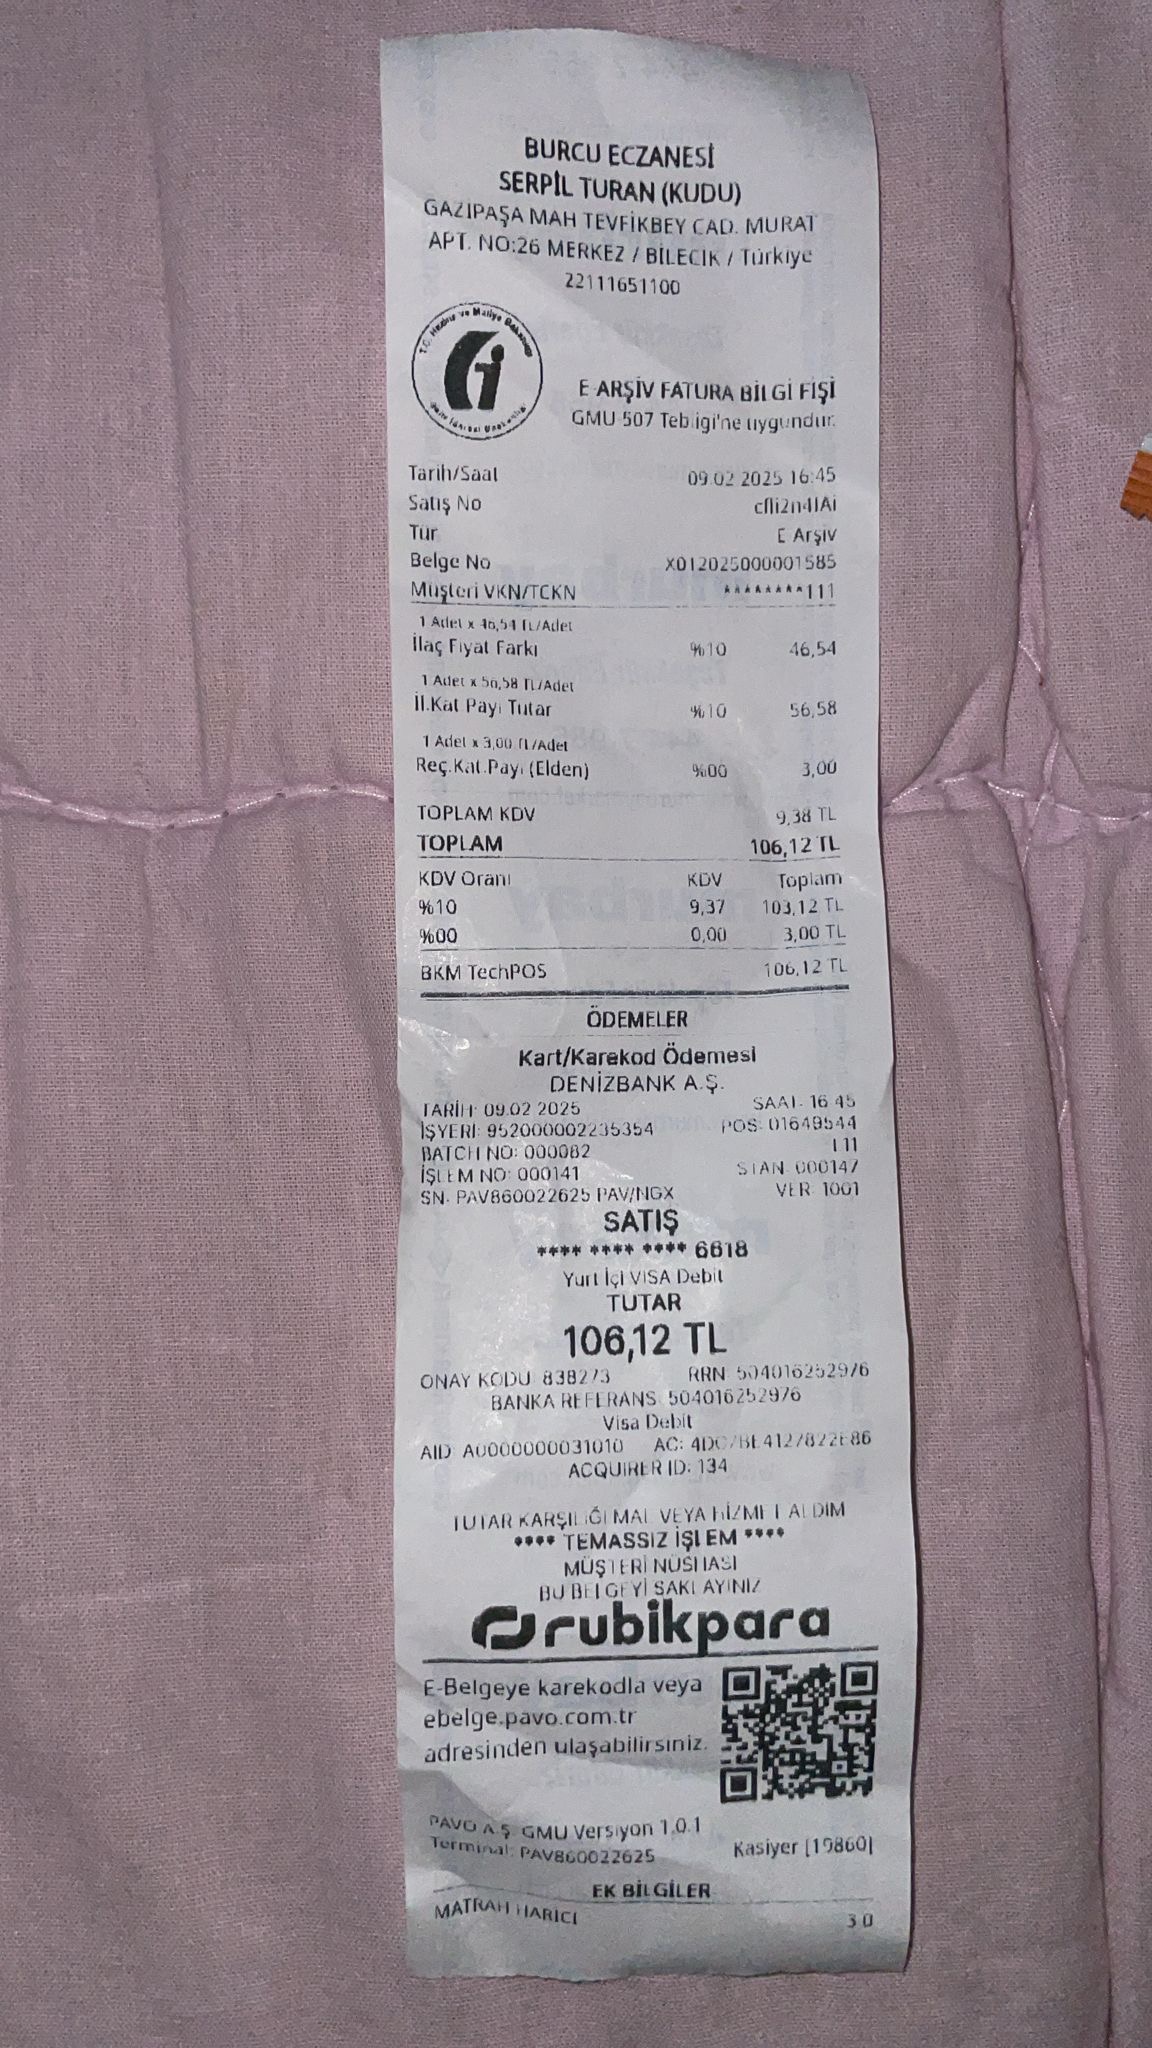 BURCU ECZANESİ
SERPİL TURAN (KUDU)
GAZİPAŞA MAH TEVFİKBEY CAD. MURAT
APT. NO:26 MERKEZ / BİLECİK / Türkiye
22111651100
T.C. Hazine ve Maliye Bakanlığı
Gelir İdaresi Başkanlığı
E-ARŞİV FATURA BİLGİ FİŞİ
GMU 507 Tebliği'ne uygundur.
Tarih/Saat 09.02 2025 16:45
Satış No
Tür E Arşiv
Belge No X012025000001585
Müşteri VKN/TCKN ********111
1 Adet x 46,54 TL/Adet
İlaç Fiyat Farkı %10 46,54
1 Adet x 56,58 TL/Adet
İl.Kat Payı Tutar %10 56,58
1 Adet x 3,00 TL/Adet
Reç.Kat.Payı (Elden) %00 3,00
TOPLAM KDV 9,38 TL
TOPLAM 106,12 TL
KDV Oranı KDV Toplam
%10 9,37 103,12 TL
%00 0,00 3,00 TL
BKM TechPOS 106,12 TL
ÖDEMELER
Kart/Karekod Ödemesi
DENİZBANK A.Ş.
TARİH: 09.02 2025 SAAT: 16:45
İŞYERİ: 952000002235354 POS: 01649544
BATCH NO: 000082
İŞLEM NO: 000141 STAN: 000147
SN: PAV860022625 PAV/NGX VER: 1001
SATIŞ
**** **** **** 6618
Yurt İçi VISA Debit
TUTAR
106,12 TL
ONAY KODU: 838273 RRN: 504016252976
BANKA REFERANS: 504016252976
Visa Debit
AID: A0000000031010 AC: 4DC7BE4127822E86
ACQUIRER ID: 134
TUTAR KARŞILIĞI MAL VEYA HİZMET ALDIM
**** TEMASSIZ İŞLEM ****
MÜŞTERİ NÜSHASI
BU BELGEYİ SAKLAYINIZ
rubikpara
E-Belgeye karekodla veya
ebelge.pavo.com.tr
adresinden ulaşabilirsiniz.
PAVO A.Ş. GMU Versiyon 1.0.1
Terminal: PAV860022625 Kasiyer [19860]
EK BİLGİLER
MATRAH HARİCİ 3.0